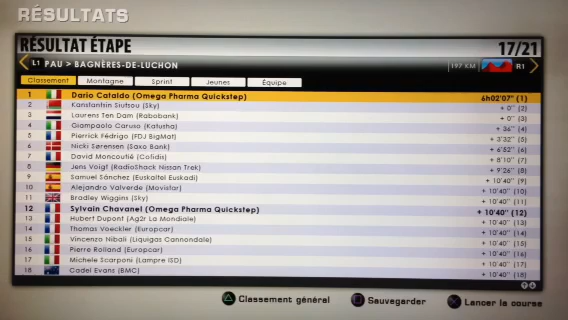 RÉSULTATS
RÉSULTAT ÉTAPE 17/21
L1 PAU > BAGNÈRES-DE-LUCHON 197 KM R1
Classement Montagne Sprint Jeunes Équipe
1 Dario Cataldo (Omega Pharma Quickstep) 6h02'07" (1)
2 Kanstantsin Siutsou (Sky) + 0" (2)
3 Laurens Ten Dam (Rabobank) + 0" (3)
4 Giampaolo Caruso (Katusha) + 36" (4)
5 Pierrick Fédrigo (FDJ BigMat) + 3'32" (5)
6 Nicki Sørensen (Saxo Bank) + 6'52" (6)
7 David Moncoutié (Cofidis) + 8'10" (7)
8 Jens Voigt (RadioShack Nissan Trek) + 9'26" (8)
9 Samuel Sánchez (Euskaltel Euskadi) + 10'40" (9)
10 Alejandro Valverde (Movistar) + 10'40" (10)
11 Bradley Wiggins (Sky) + 10'40" (11)
12 Sylvain Chavanel (Omega Pharma Quickstep) + 10'40" (12)
13 Hubert Dupont (Ag2r La Mondiale) + 10'40" (13)
14 Thomas Voeckler (Europcar) + 10'40" (14)
15 Vincenzo Nibali (Liquigas Cannondale) + 10'40" (15)
16 Pierre Rolland (Europcar) + 10'40" (16)
17 Michele Scarponi (Lampre ISD) + 10'40" (17)
18 Cadel Evans (BMC) + 10'40" (18)
Classement général Sauvegarder Lancer la course